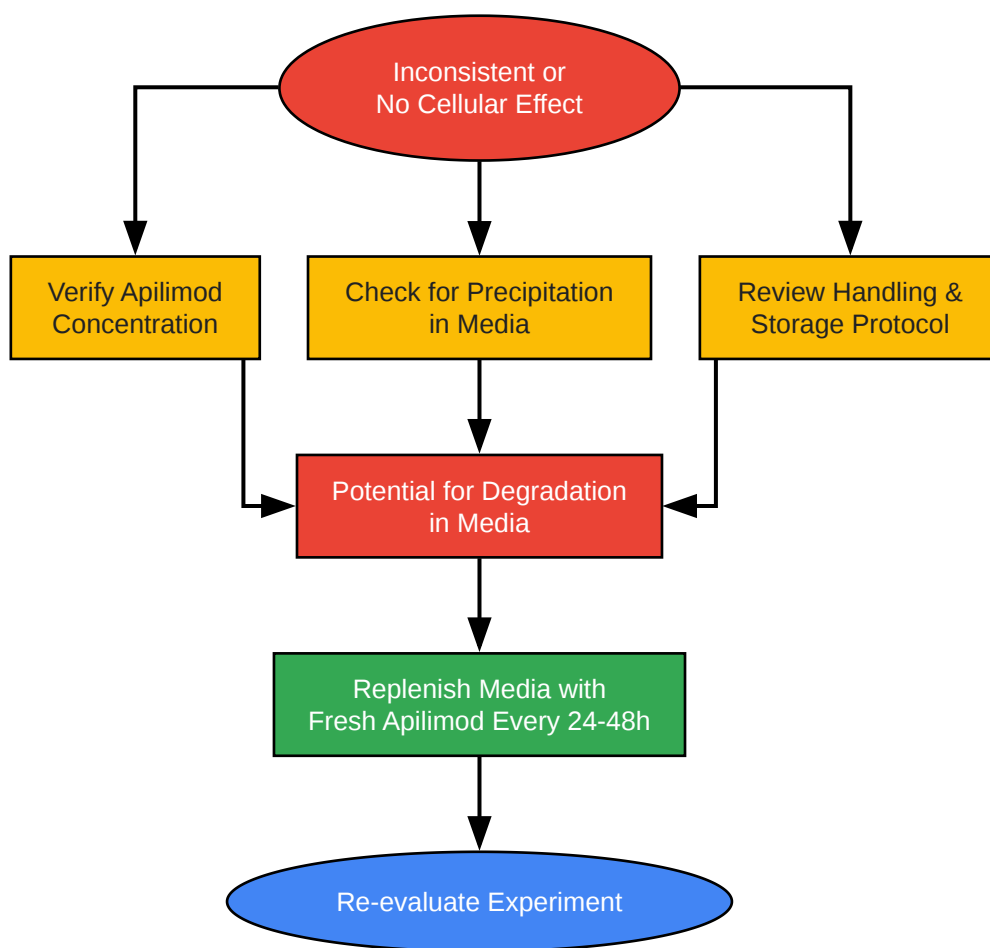 Inconsistent or
No Cellular Effect
Verify Apilimod
Concentration
Check for Precipitation
in Media
Review Handling &
Storage Protocol
Potential for Degradation
in Media
Replenish Media with
Fresh Apilimod Every 24-48h
Re-evaluate Experiment